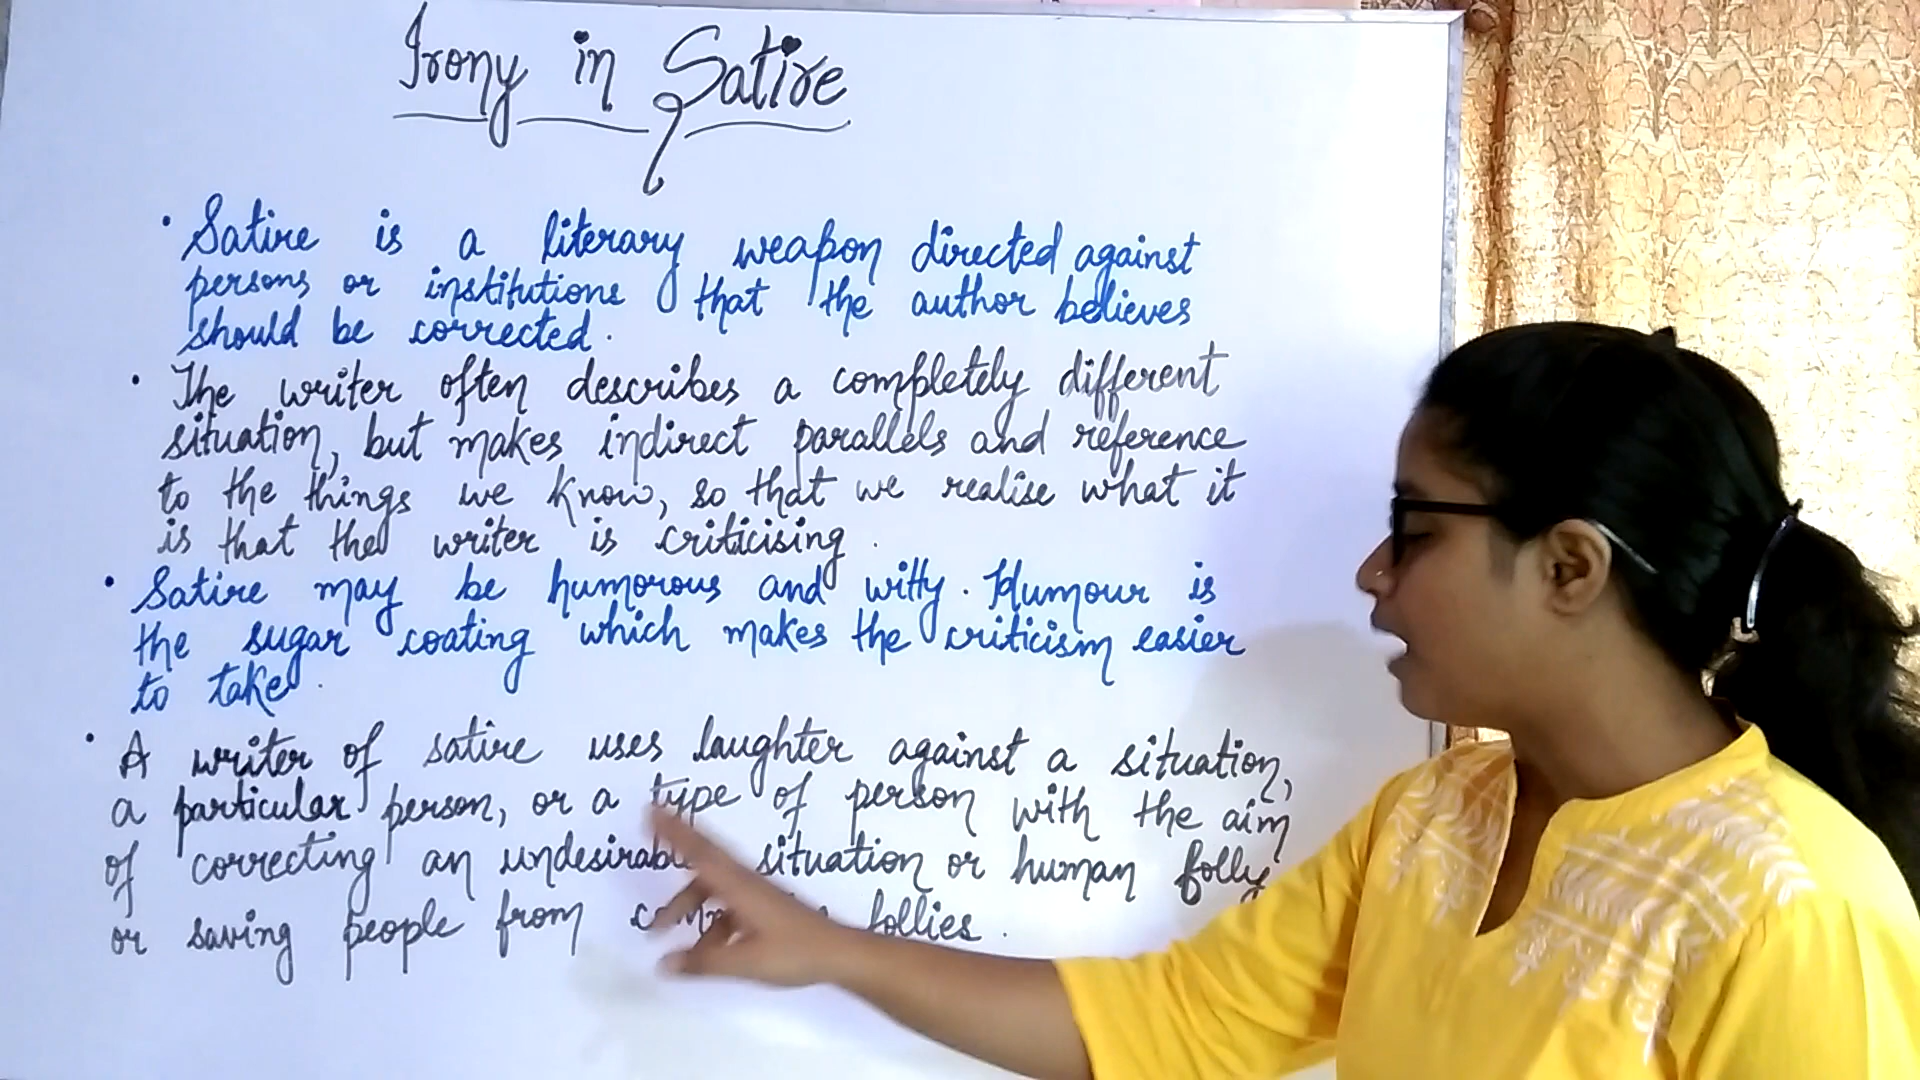 Irony in Satire
• Satire is a literary weapon directed against
persons or institutions that the author believes
should be corrected.
• The writer often describes a completely different
situation, but makes indirect parallels and reference
to the things we know, so that we realise what it
is that the writer is criticising.
• Satire may be humorous and witty. Humour is
the sugar coating which makes the criticism easier
to take.
• A writer of satire uses laughter against a situation,
a particular person, or a type of person with the aim
of correcting an undesirable situation or human folly
or saving people from follies.